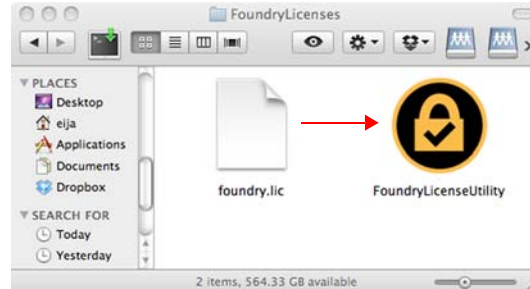 FoundryLicenses
PLACES
Desktop
eija
Applications
Documents
Dropbox
SEARCH FOR
Today
Yesterday
foundry.lic
FoundryLicenseUtility
2 items, 564.33 GB available